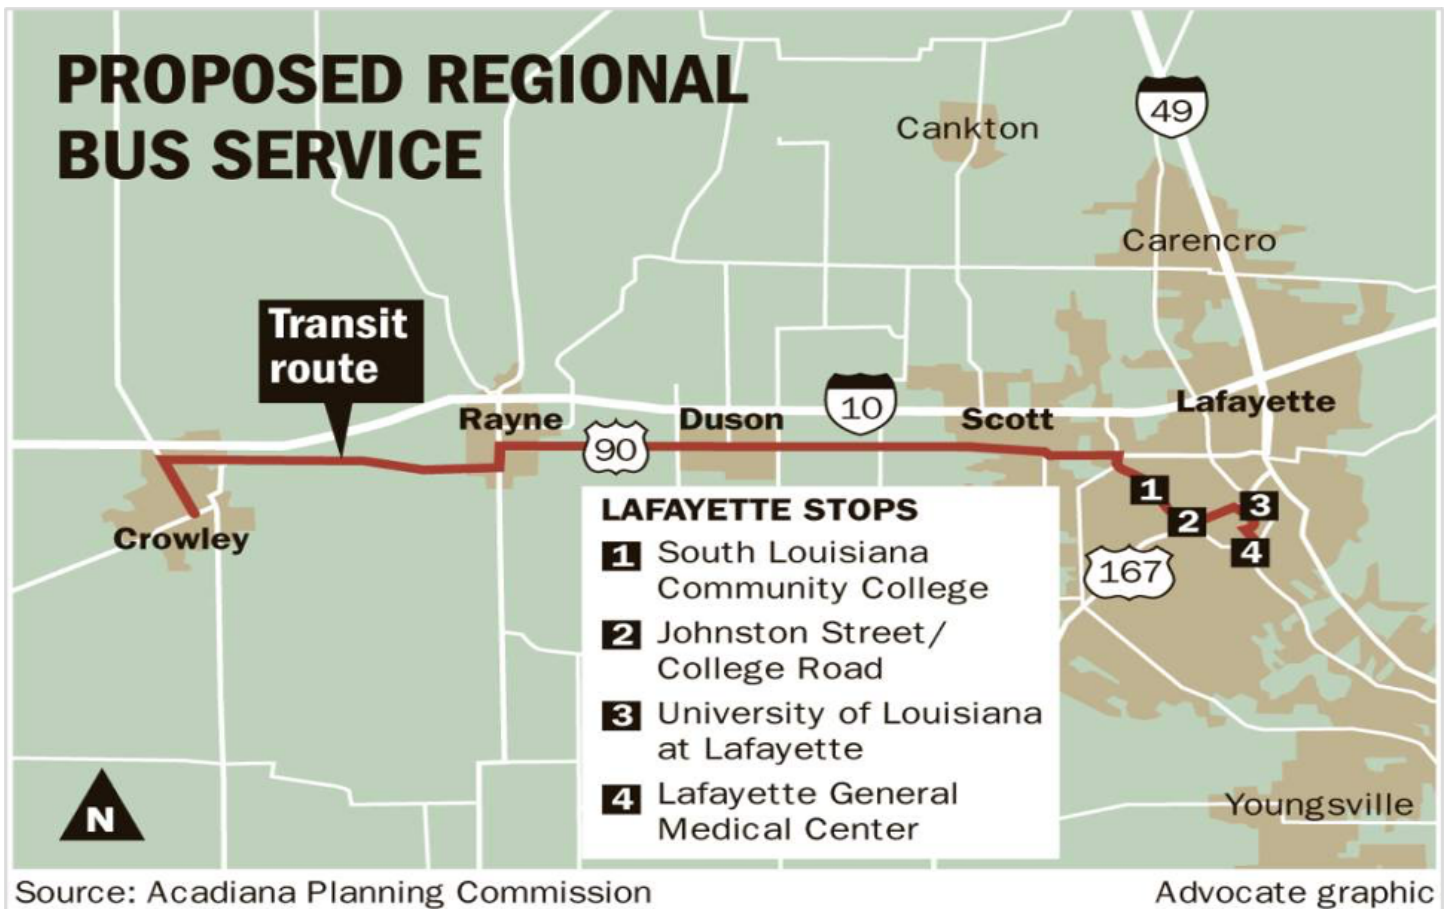 PROPOSED REGIONAL
BUS SERVICE
49
Cankton
Carencro
Transit
route
10
Lafayette
Rayne
Duson
Scott
90
Crowley
1
2
3
4
167
LAFAYETTE STOPS
1 South Louisiana
Community College
2 Johnston Street/
College Road
3 University of Louisiana
at Lafayette
4 Lafayette General
Medical Center
Youngsville
N
Source: Acadiana Planning Commission
Advocate graphic